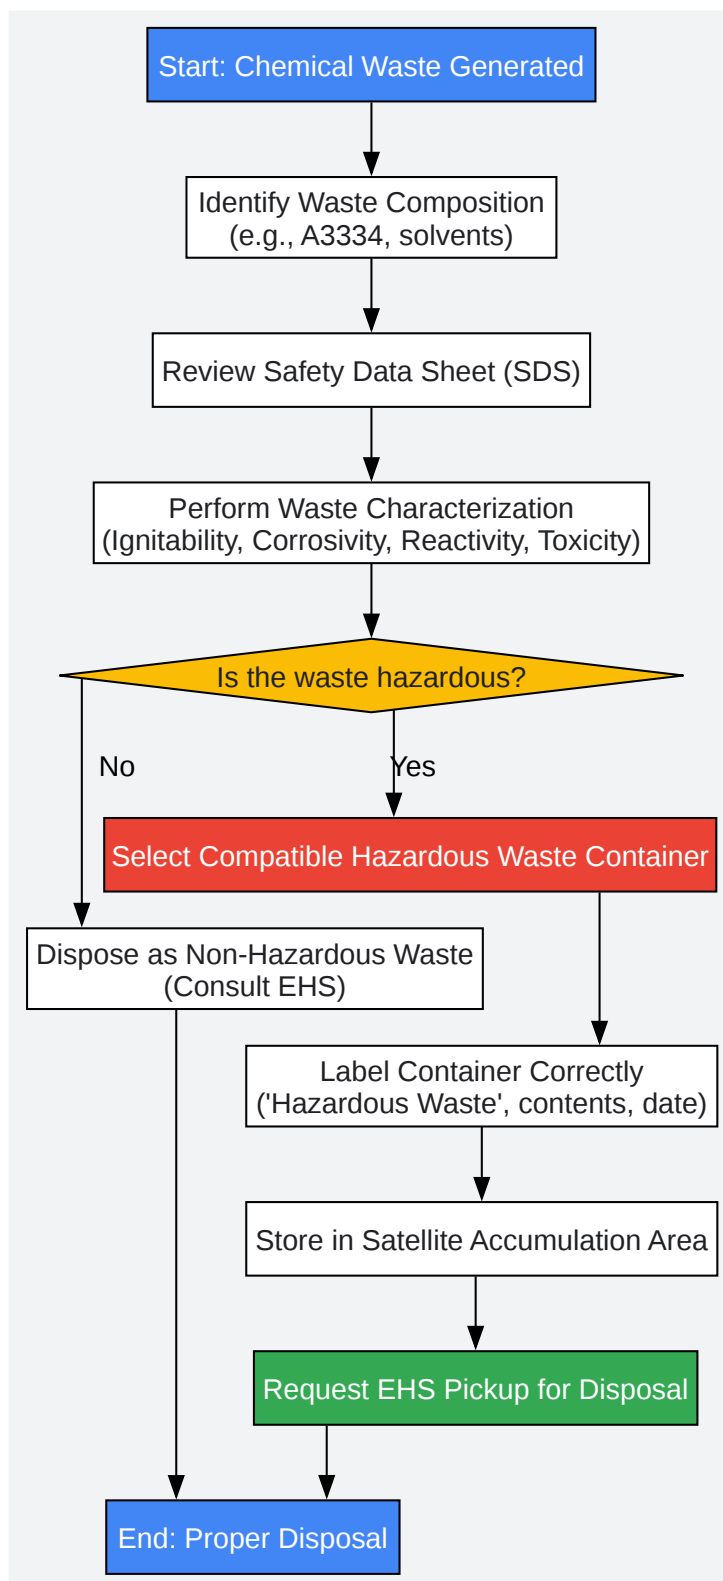 Start: Chemical Waste Generated
Identify Waste Composition
(e.g., A3334, solvents)
Review Safety Data Sheet (SDS)
Perform Waste Characterization
(Ignitability, Corrosivity, Reactivity, Toxicity)
Is the waste hazardous?
No
Yes
Select Compatible Hazardous Waste Container
Dispose as Non-Hazardous Waste
(Consult EHS)
Label Container Correctly
('Hazardous Waste', contents, date)
Store in Satellite Accumulation Area
Request EHS Pickup for Disposal
End: Proper Disposal